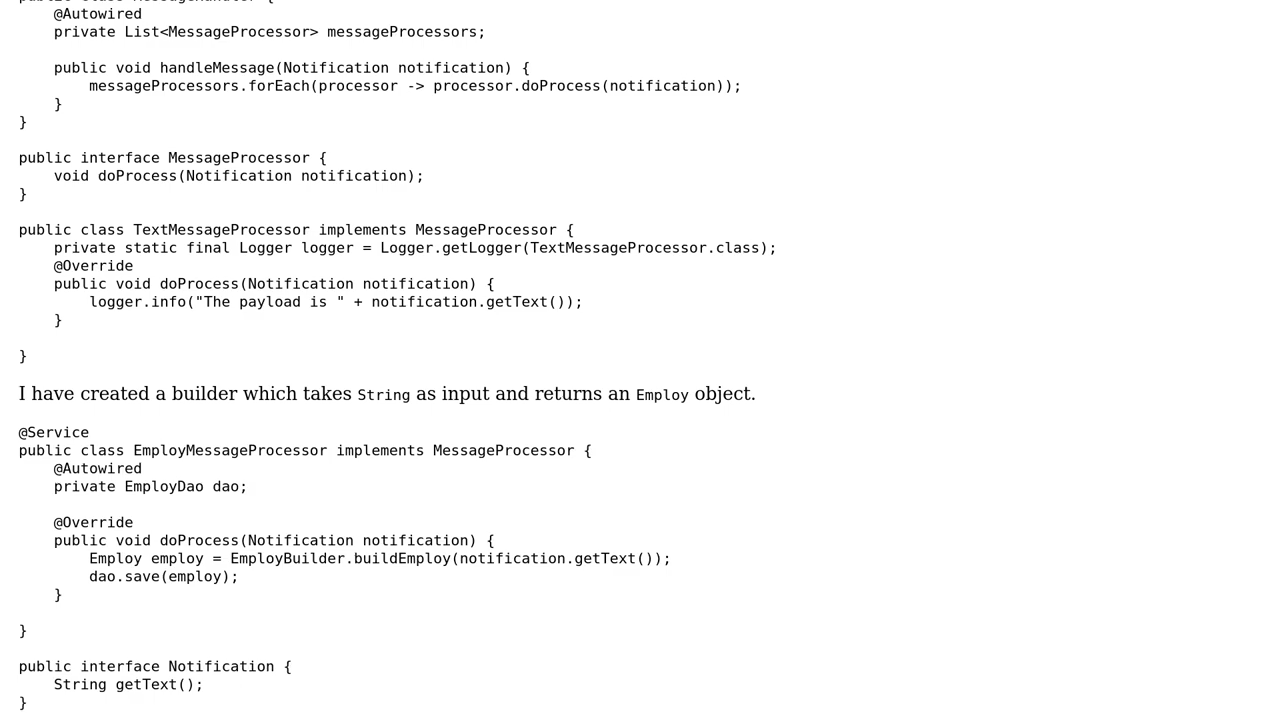 @Autowired
    private List<MessageProcessor> messageProcessors;

    public void handleMessage(Notification notification) {
        messageProcessors.forEach(processor -> processor.doProcess(notification));
    }
}

public interface MessageProcessor {
    void doProcess(Notification notification);
}

public class TextMessageProcessor implements MessageProcessor {
    private static final Logger logger = Logger.getLogger(TextMessageProcessor.class);
    @Override
    public void doProcess(Notification notification) {
        logger.info("The payload is " + notification.getText());
    }

}
I have created a builder which takes String as input and returns an Employ object.
@Service
public class EmployMessageProcessor implements MessageProcessor {
    @Autowired
    private EmployDao dao;

    @Override
    public void doProcess(Notification notification) {
        Employ employ = EmployBuilder.buildEmploy(notification.getText());
        dao.save(employ);
    }

}

public interface Notification {
    String getText();
}